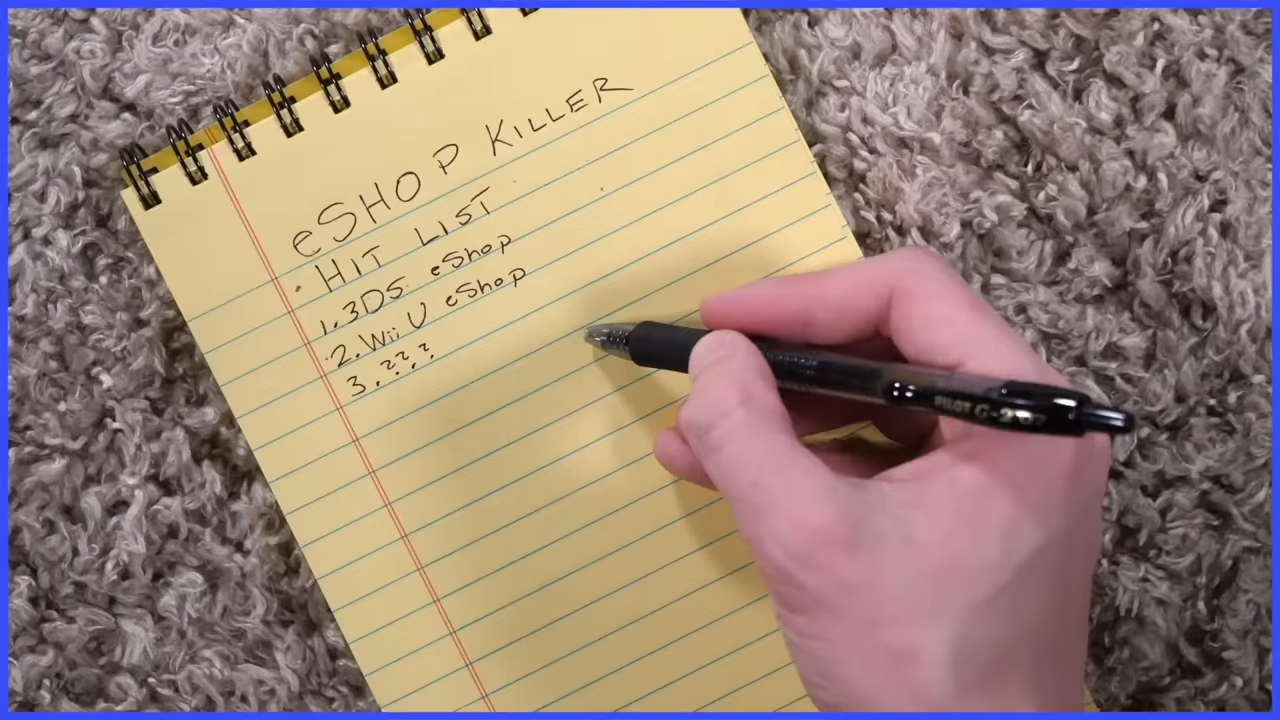 eSHOP KILLER
HIT LIST
1. 3DS eShop
2. Wii U eShop
3. ???
PILOT G-2 07